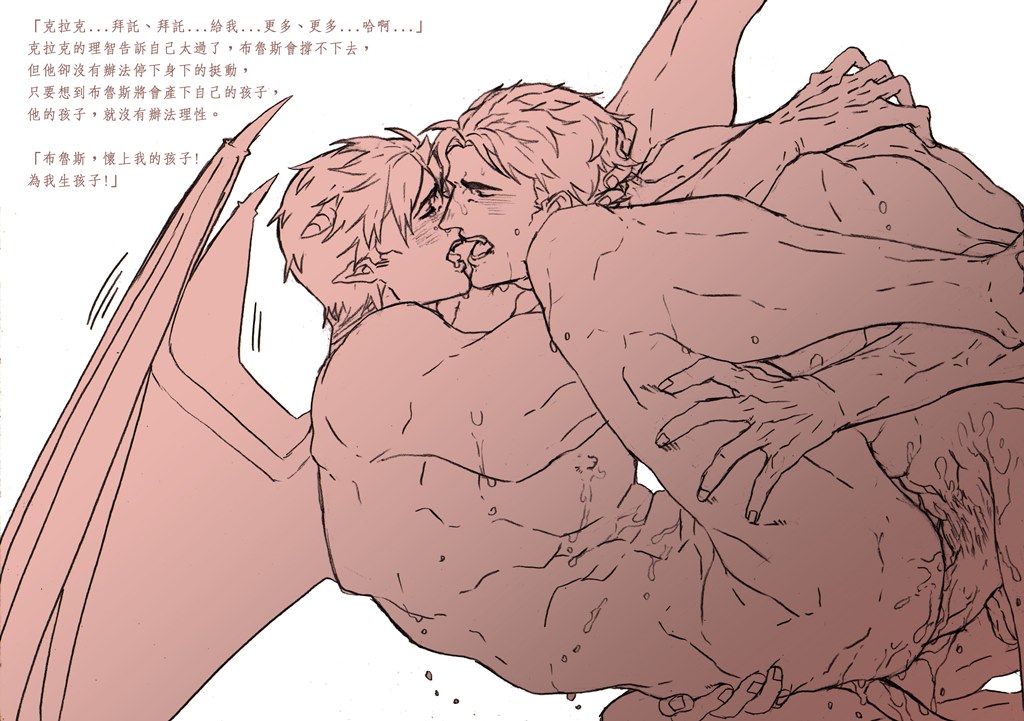 「克拉克...拜託、拜託...給我...更多、更多...哈啊...」
克拉克的理智告訴自己太過了，布魯斯會撐不下去，
但他卻沒有辦法停下身下的挺動，
只要想到布魯斯將會產下自己的孩子，
他的孩子，就沒有辦法理性。
「布魯斯，懷上我的孩子!
為我生孩子!」